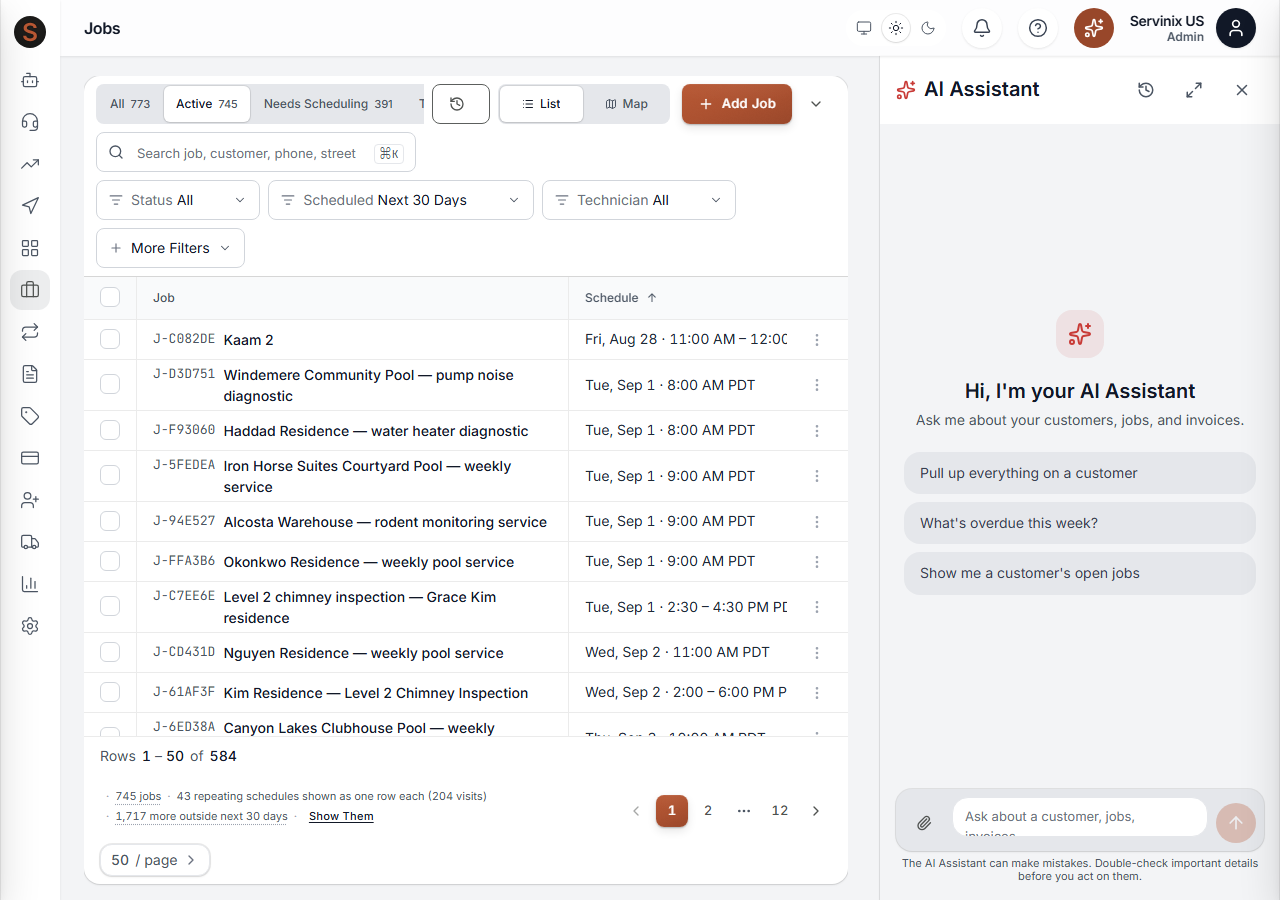 S
Jobs
Servinix US
Admin
All 773
Active 745
Needs Scheduling 391
List
Map
+ Add Job
Search job, customer, phone, street
⌘K
Status All
Scheduled Next 30 Days
Technician All
+ More Filters
Job
Schedule ↑
J-C082DE Kaam 2
Fri, Aug 28 · 11:00 AM – 12:00
J-D3D751 Windemere Community Pool — pump noise
diagnostic
Tue, Sep 1 · 8:00 AM PDT
J-F93060 Haddad Residence — water heater diagnostic
Tue, Sep 1 · 8:00 AM PDT
J-5FEDEA Iron Horse Suites Courtyard Pool — weekly
service
Tue, Sep 1 · 9:00 AM PDT
J-94E527 Alcosta Warehouse — rodent monitoring service
Tue, Sep 1 · 9:00 AM PDT
J-FFA3B6 Okonkwo Residence — weekly pool service
Tue, Sep 1 · 9:00 AM PDT
J-C7EE6E Level 2 chimney inspection — Grace Kim
residence
Tue, Sep 1 · 2:30 – 4:30 PM PD
J-CD431D Nguyen Residence — weekly pool service
Wed, Sep 2 · 11:00 AM PDT
J-61AF3F Kim Residence — Level 2 Chimney Inspection
Wed, Sep 2 · 2:00 – 6:00 PM P
J-6ED38A Canyon Lakes Clubhouse Pool — weekly
Rows 1 – 50 of 584
· 745 jobs · 43 repeating schedules shown as one row each (204 visits)
· 1,717 more outside next 30 days · Show Them
1
2
···
12
50 / page
AI Assistant
Hi, I'm your AI Assistant
Ask me about your customers, jobs, and invoices.
Pull up everything on a customer
What's overdue this week?
Show me a customer's open jobs
Ask about a customer, jobs,
The AI Assistant can make mistakes. Double-check important details
before you act on them.